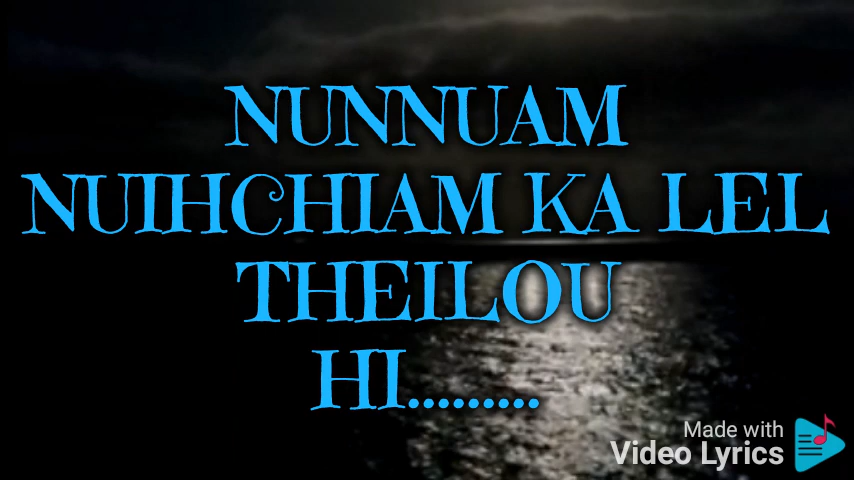 NUNNUAM
NUIHCHIAM KA LEL
THEILOU
HI.........
Made with
Video Lyrics